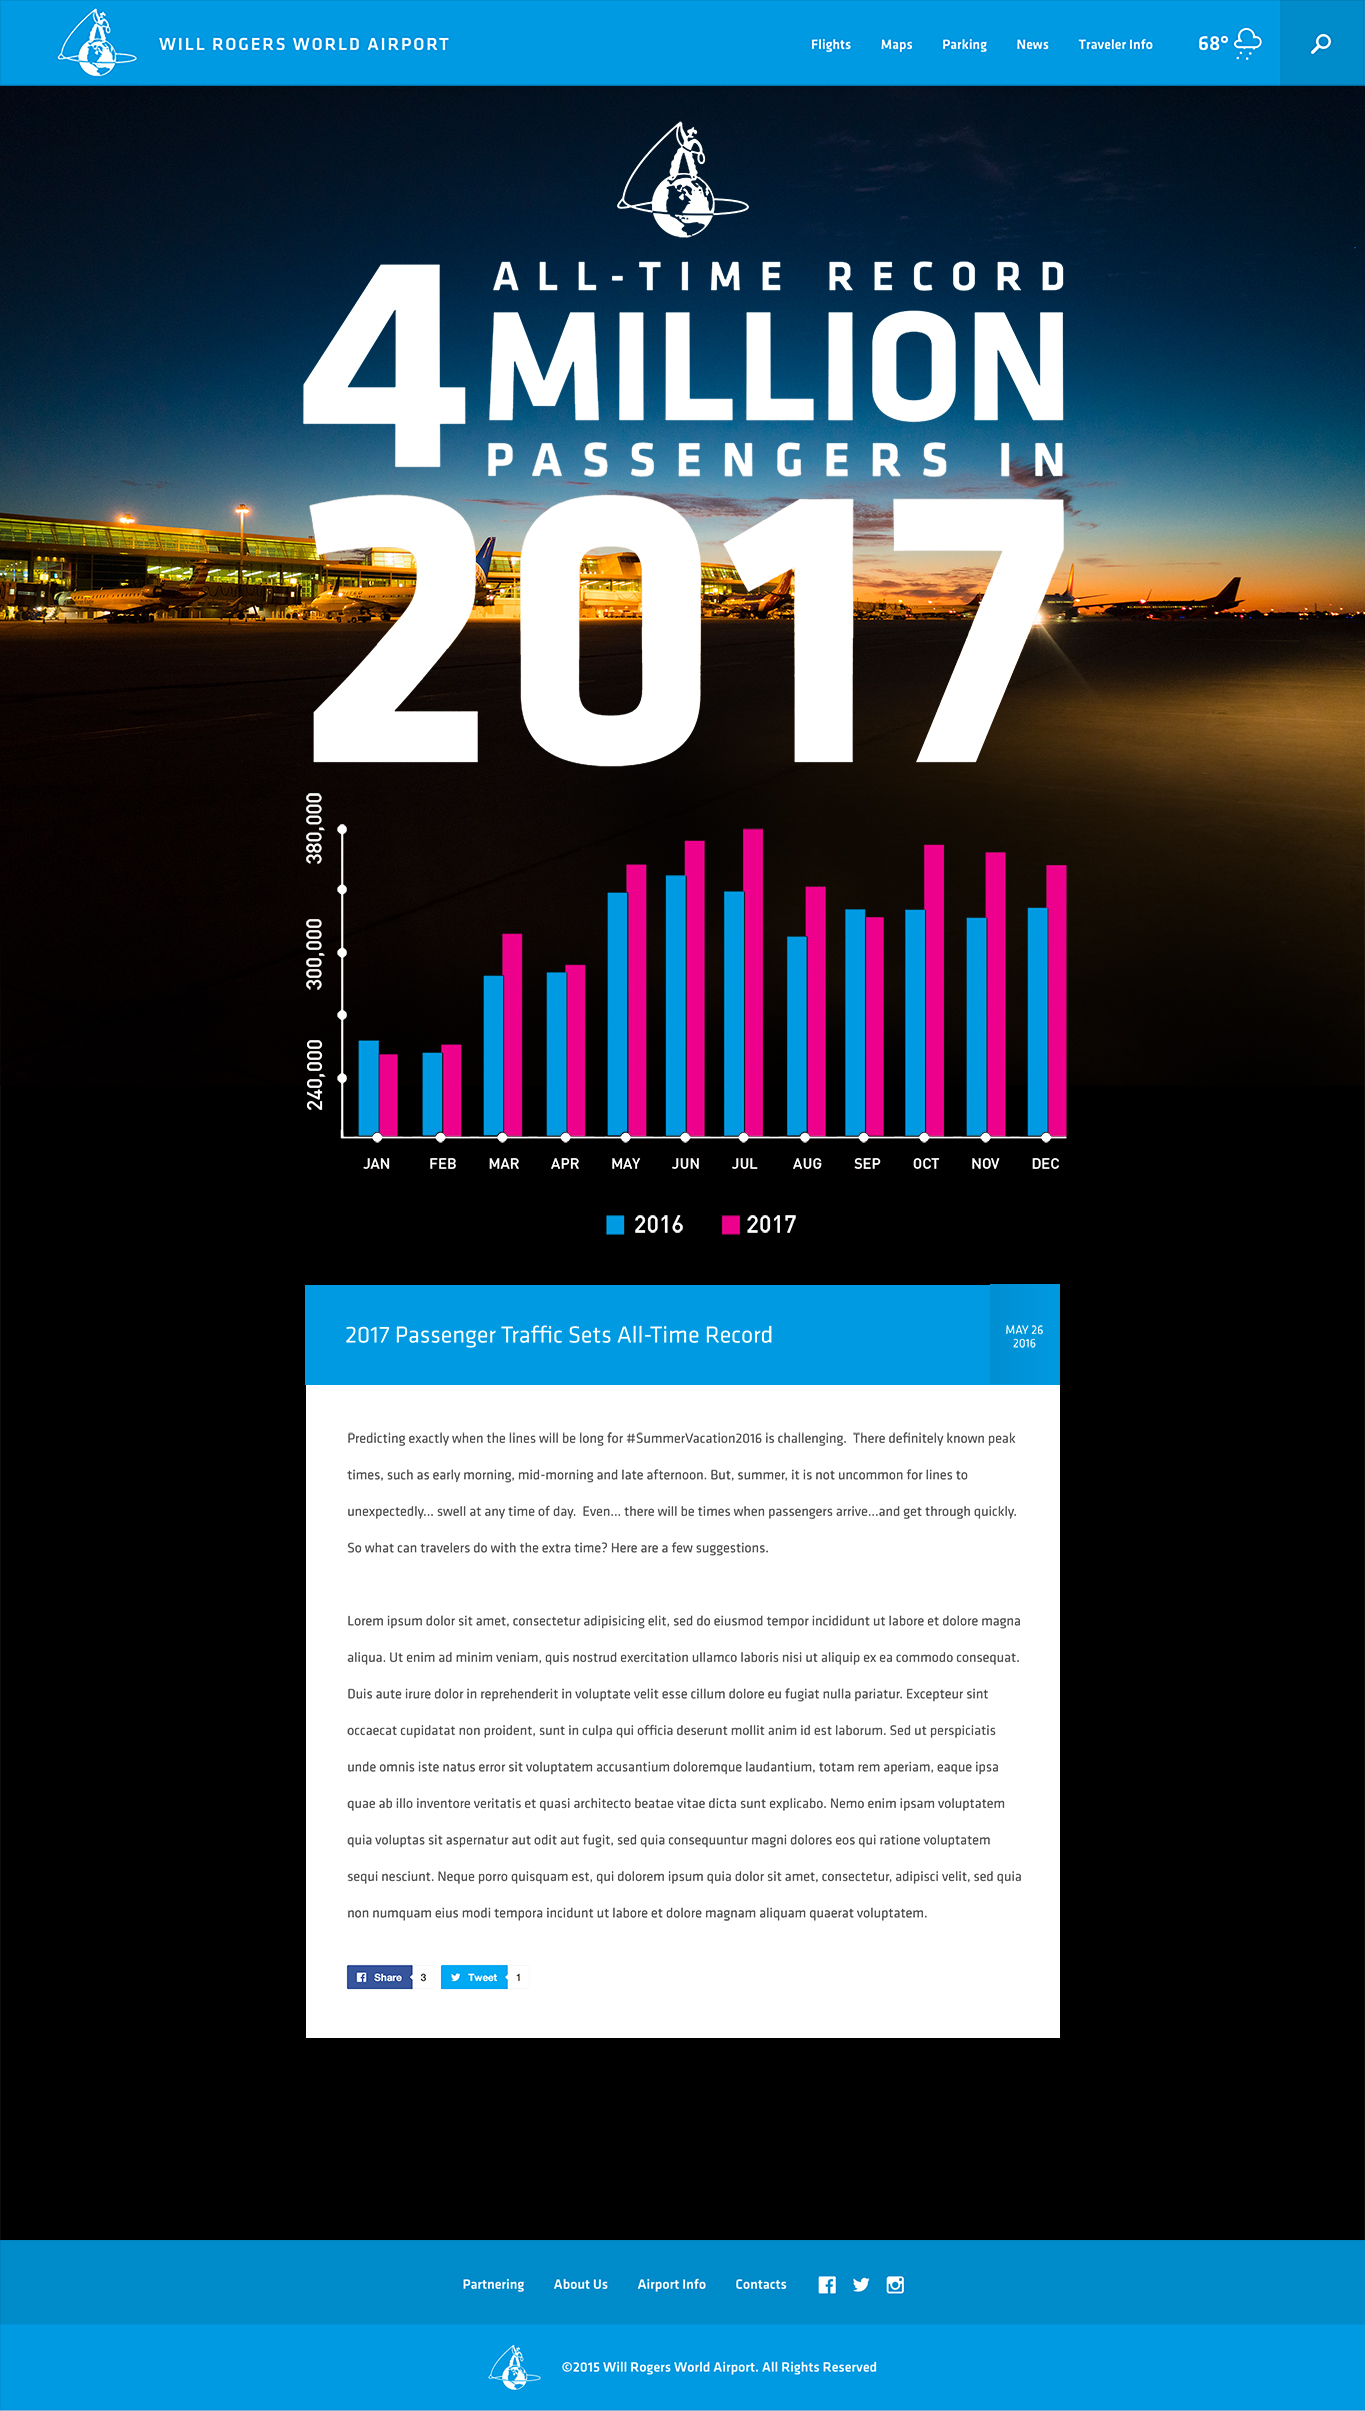 WILL ROGERS WORLD AIRPORT
Flights Maps Parking News Traveler Info 68°
ALL-TIME RECORD
4 MILLION
PASSENGERS IN
2017
380,000
300,000
240,000
JAN FEB MAR APR MAY JUN JUL AUG SEP OCT NOV DEC
2016 2017
2017 Passenger Traffic Sets All-Time Record
MAY 26
2016
Predicting exactly when the lines will be long for #SummerVacation2016 is challenging.  There definitely known peak
times, such as early morning, mid-morning and late afternoon. But, summer, it is not uncommon for lines to
unexpectedly... swell at any time of day.  Even... there will be times when passengers arrive...and get through quickly.
So what can travelers do with the extra time? Here are a few suggestions.
Lorem ipsum dolor sit amet, consectetur adipisicing elit, sed do eiusmod tempor incididunt ut labore et dolore magna
aliqua. Ut enim ad minim veniam, quis nostrud exercitation ullamco laboris nisi ut aliquip ex ea commodo consequat.
Duis aute irure dolor in reprehenderit in voluptate velit esse cillum dolore eu fugiat nulla pariatur. Excepteur sint
occaecat cupidatat non proident, sunt in culpa qui officia deserunt mollit anim id est laborum. Sed ut perspiciatis
unde omnis iste natus error sit voluptatem accusantium doloremque laudantium, totam rem aperiam, eaque ipsa
quae ab illo inventore veritatis et quasi architecto beatae vitae dicta sunt explicabo. Nemo enim ipsam voluptatem
quia voluptas sit aspernatur aut odit aut fugit, sed quia consequuntur magni dolores eos qui ratione voluptatem
sequi nesciunt. Neque porro quisquam est, qui dolorem ipsum quia dolor sit amet, consectetur, adipisci velit, sed quia
non numquam eius modi tempora incidunt ut labore et dolore magnam aliquam quaerat voluptatem.
Share 3 Tweet 1
Partnering About Us Airport Info Contacts
©2015 Will Rogers World Airport. All Rights Reserved